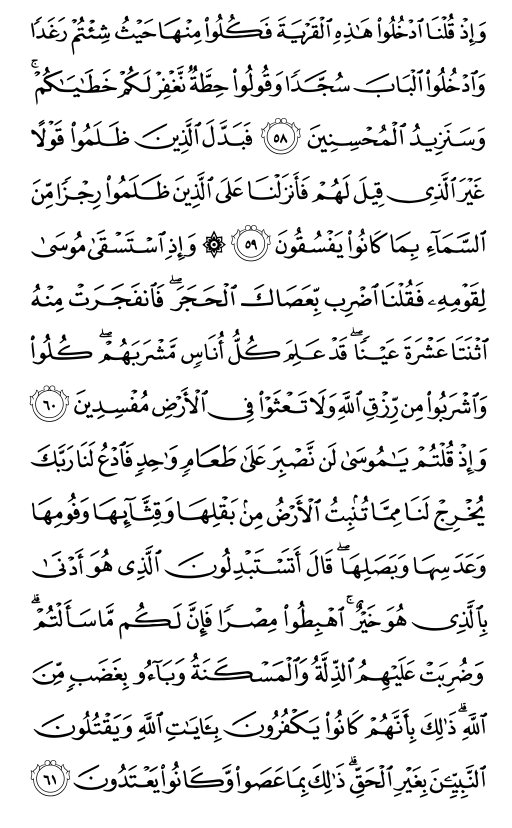 وَإِذْ قُلْنَا ٱدْخُلُوا۟ هَـٰذِهِ ٱلْقَرْيَةَ فَكُلُوا۟ مِنْهَا حَيْثُ شِئْتُمْ رَغَدًا
وَٱدْخُلُوا۟ ٱلْبَابَ سُجَّدًا وَقُولُوا۟ حِطَّةٌ نَّغْفِرْ لَكُمْ خَطَـٰيَـٰكُمْ ۚ
وَسَنَزِيدُ ٱلْمُحْسِنِينَ ٥٨ فَبَدَّلَ ٱلَّذِينَ ظَلَمُوا۟ قَوْلًا
غَيْرَ ٱلَّذِى قِيلَ لَهُمْ فَأَنزَلْنَا عَلَى ٱلَّذِينَ ظَلَمُوا۟ رِجْزًا مِّنَ
ٱلسَّمَآءِ بِمَا كَانُوا۟ يَفْسُقُونَ ٥٩ ۞ وَإِذِ ٱسْتَسْقَىٰ مُوسَىٰ
لِقَوْمِهِۦ فَقُلْنَا ٱضْرِب بِّعَصَاكَ ٱلْحَجَرَ ۖ فَٱنفَجَرَتْ مِنْهُ
ٱثْنَتَا عَشْرَةَ عَيْنًا ۖ قَدْ عَلِمَ كُلُّ أُنَاسٍ مَّشْرَبَهُمْ ۖ كُلُوا۟
وَٱشْرَبُوا۟ مِن رِّزْقِ ٱللَّهِ وَلَا تَعْثَوْا۟ فِى ٱلْأَرْضِ مُفْسِدِينَ ٦٠
وَإِذْ قُلْتُمْ يَـٰمُوسَىٰ لَن نَّصْبِرَ عَلَىٰ طَعَامٍ وَٰحِدٍ فَٱدْعُ لَنَا رَبَّكَ
يُخْرِجْ لَنَا مِمَّا تُنۢبِتُ ٱلْأَرْضُ مِنۢ بَقْلِهَا وَقِثَّآئِهَا وَفُومِهَا
وَعَدَسِهَا وَبَصَلِهَا ۖ قَالَ أَتَسْتَبْدِلُونَ ٱلَّذِى هُوَ أَدْنَىٰ
بِٱلَّذِى هُوَ خَيْرٌ ۚ ٱهْبِطُوا۟ مِصْرًا فَإِنَّ لَكُم مَّا سَأَلْتُمْ ۗ
وَضُرِبَتْ عَلَيْهِمُ ٱلذِّلَّةُ وَٱلْمَسْكَنَةُ وَبَآءُو بِغَضَبٍ مِّنَ
ٱللَّهِ ۗ ذَٰلِكَ بِأَنَّهُمْ كَانُوا۟ يَكْفُرُونَ بِـَٔايَـٰتِ ٱللَّهِ وَيَقْتُلُونَ
ٱلنَّبِيِّـۧنَ بِغَيْرِ ٱلْحَقِّ ۗ ذَٰلِكَ بِمَا عَصَوا۟ وَّكَانُوا۟ يَعْتَدُونَ ٦١